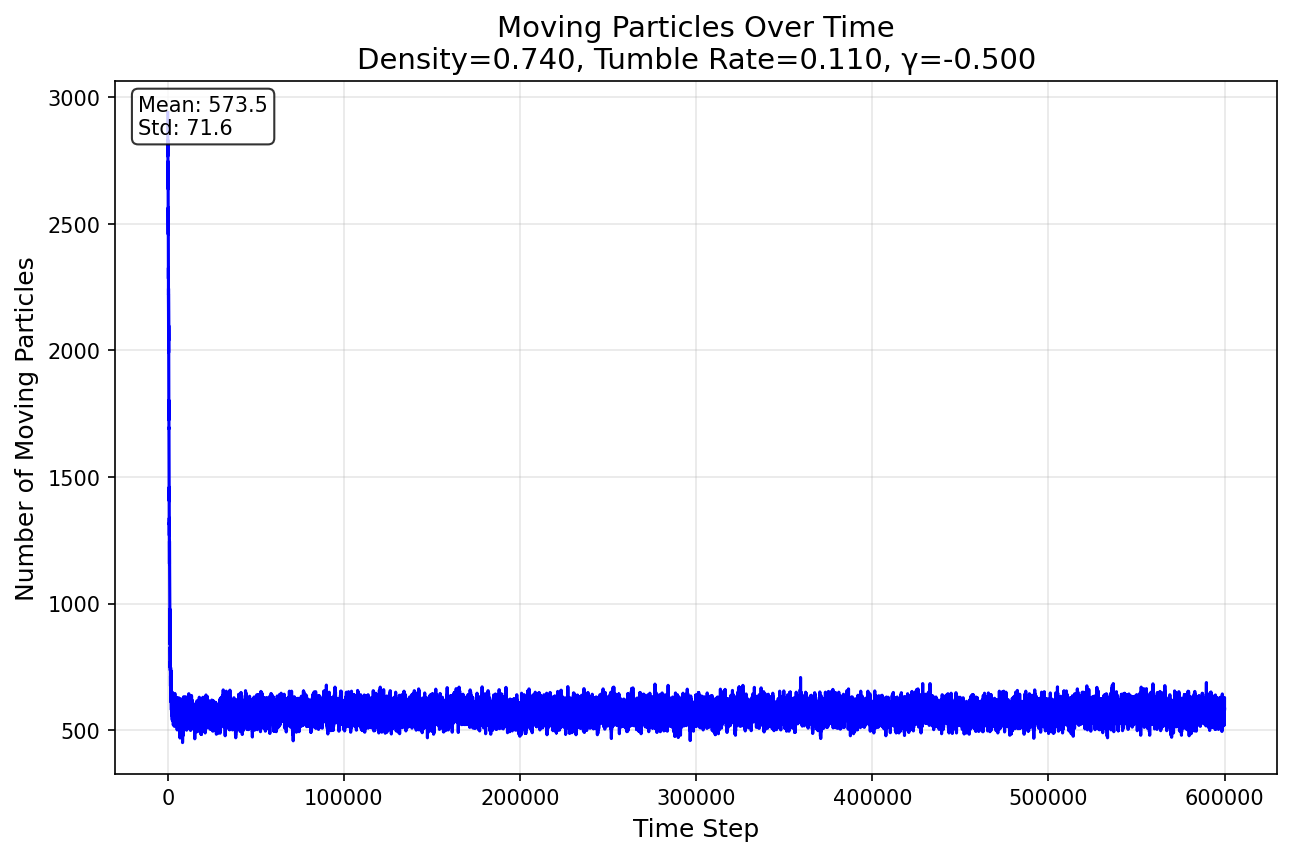 Moving Particles Over Time
Density=0.740, Tumble Rate=0.110, γ=-0.500
Mean: 573.5
Std: 71.6
Number of Moving Particles
3000
2500
2000
1500
1000
500
0
100000
200000
300000
400000
500000
600000
Time Step